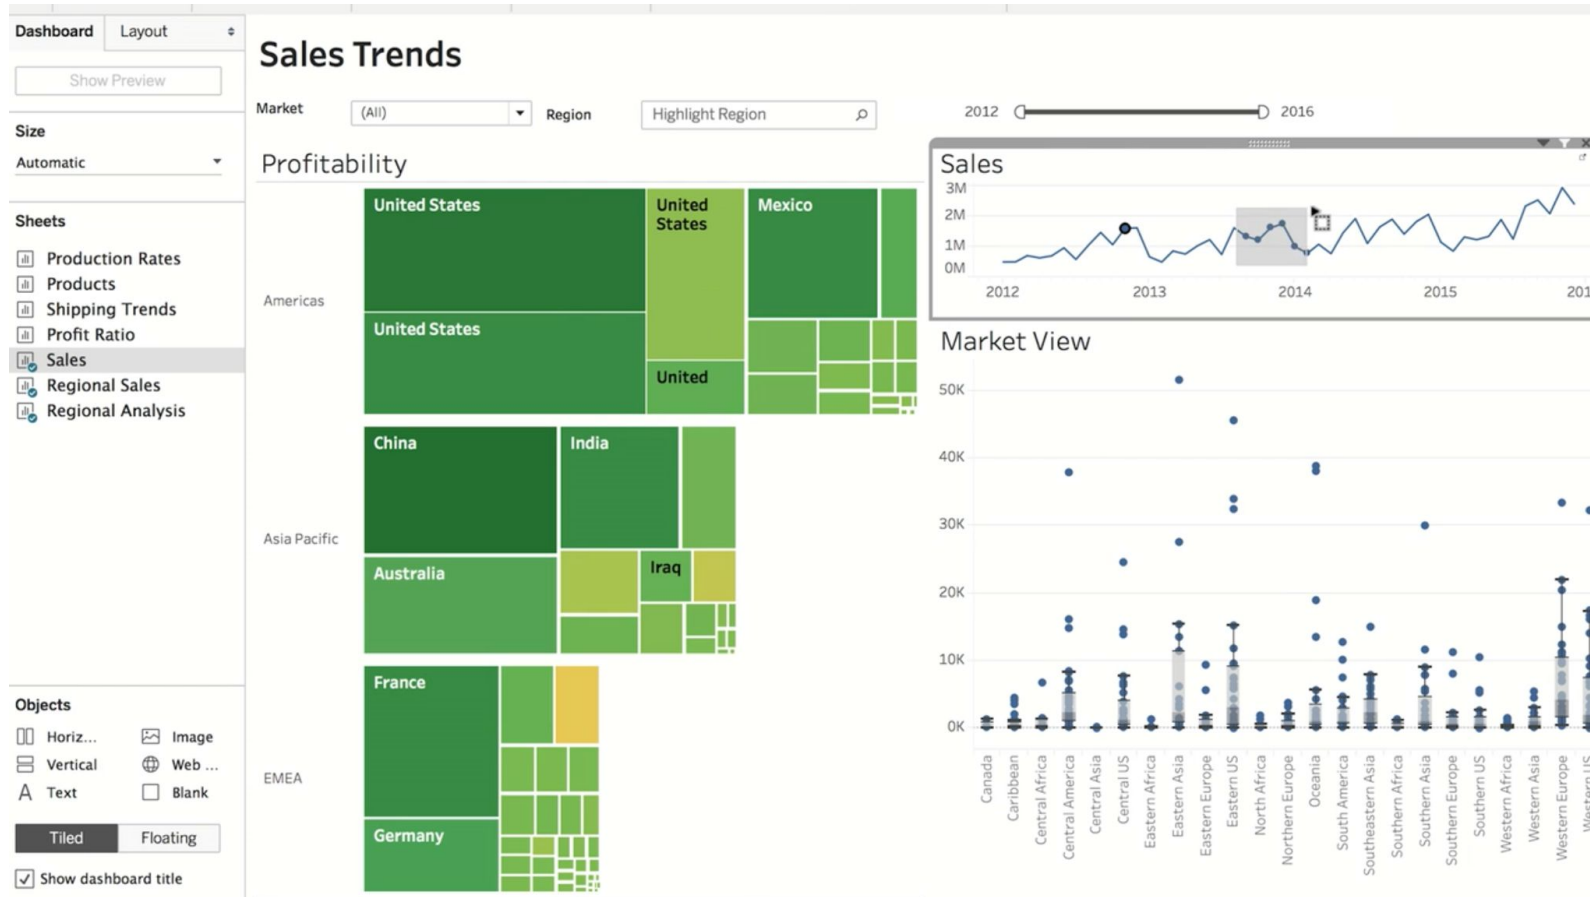 Dashboard Layout
Show Preview
Size
Automatic
Sheets
Production Rates
Products
Shipping Trends
Profit Ratio
Sales
Regional Sales
Regional Analysis
Objects
Horiz... Image
Vertical Web ...
A Text Blank
Tiled Floating
Show dashboard title
Sales Trends
Market (All) Region Highlight Region 2012 2016
Profitability
Americas
United States
United States
United
States
United
Mexico
Asia Pacific
China
India
Australia
Iraq
EMEA
France
Germany
Sales
3M
2M
1M
0M
2012 2013 2014 2015 201
Market View
50K
40K
30K
20K
10K
0K
Canada
Caribbean
Central Africa
Central America
Central Asia
Central US
Eastern Africa
Eastern Asia
Eastern Europe
Eastern US
North Africa
Northern Europe
Oceania
South America
Southeastern Asia
Southern Africa
Southern Asia
Southern Europe
Southern US
Western Africa
Western Asia
Western Europe
Western US